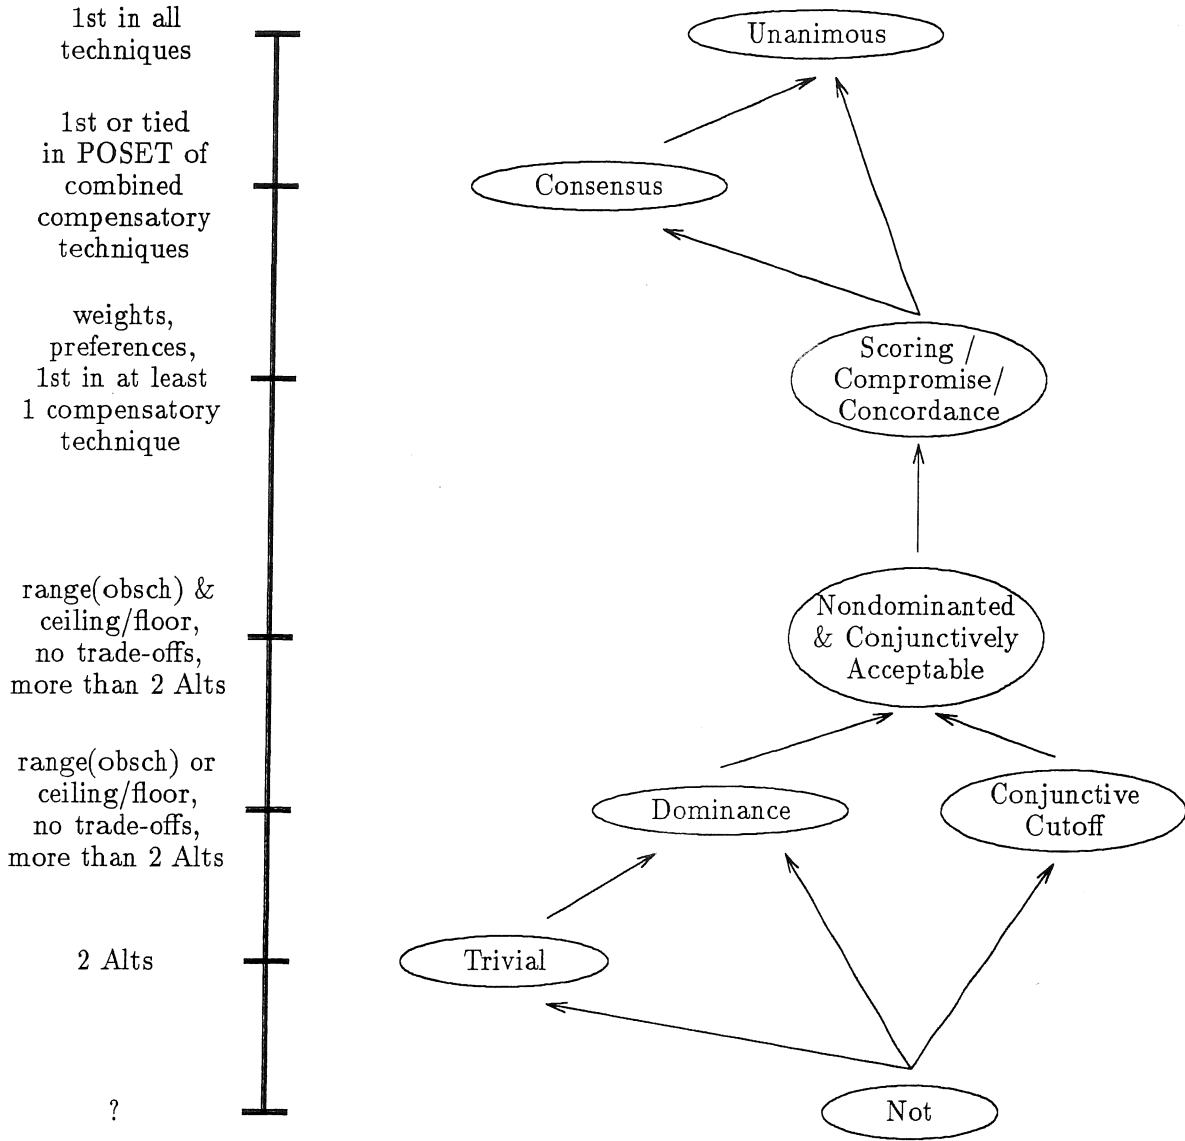 1st in all
techniques
Unanimous
1st or tied
in POSET of
combined
compensatory
techniques
Consensus
weights,
preferences,
1st in at least
1 compensatory
technique
Scoring /
Compromise/
Concordance
range(obsch) &
ceiling/floor,
no trade-offs,
more than 2 Alts
Nondominanted
& Conjunctively
Acceptable
range(obsch) or
ceiling/floor,
no trade-offs,
more than 2 Alts
Dominance
Conjunctive
Cutoff
2 Alts
Trivial
?
Not